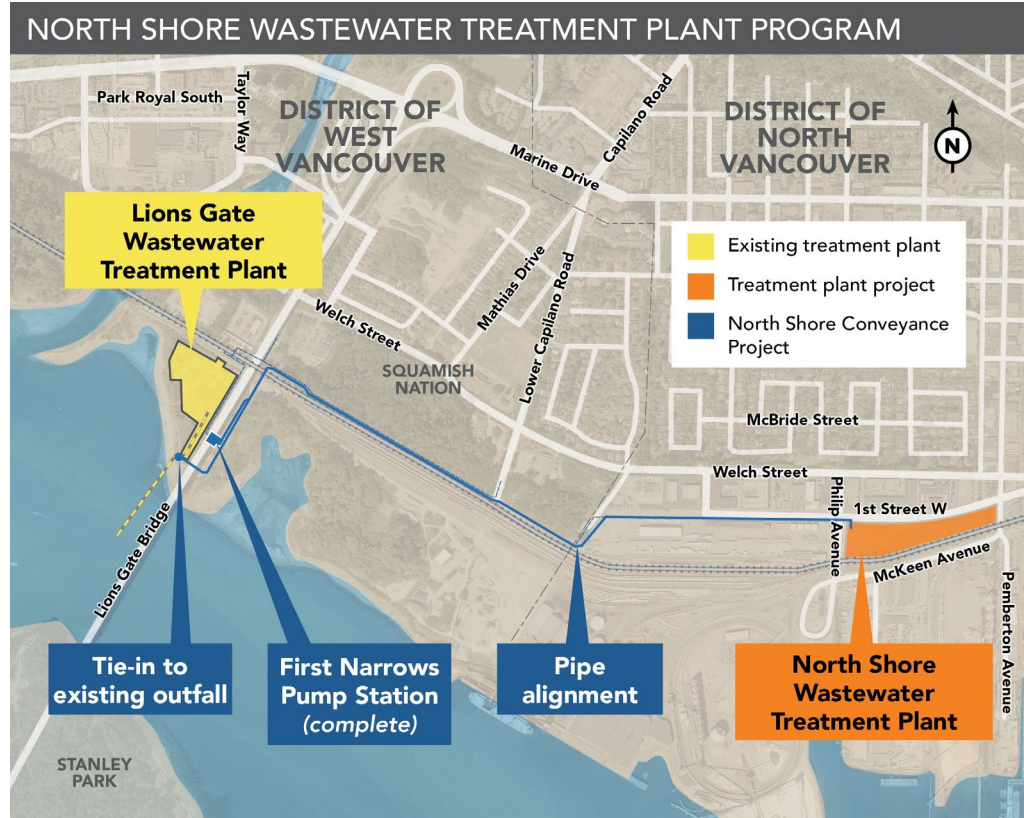 NORTH SHORE WASTEWATER TREATMENT PLANT PROGRAM
Park Royal South
Taylor Way
DISTRICT OF
WEST
VANCOUVER
Capilano Road
DISTRICT OF
NORTH
VANCOUVER
N
Marine Drive
Lions Gate
Wastewater
Treatment Plant
Existing treatment plant
Treatment plant project
North Shore Conveyance
Project
Mathias Drive
Lower Capilano Road
Welch Street
SQUAMISH
NATION
McBride Street
Welch Street
Philip Avenue
1st Street W
McKeen Avenue
Pemberton Avenue
Lions Gate Bridge
Tie-in to
existing outfall
First Narrows
Pump Station
(complete)
Pipe
alignment
North Shore
Wastewater
Treatment Plant
STANLEY
PARK